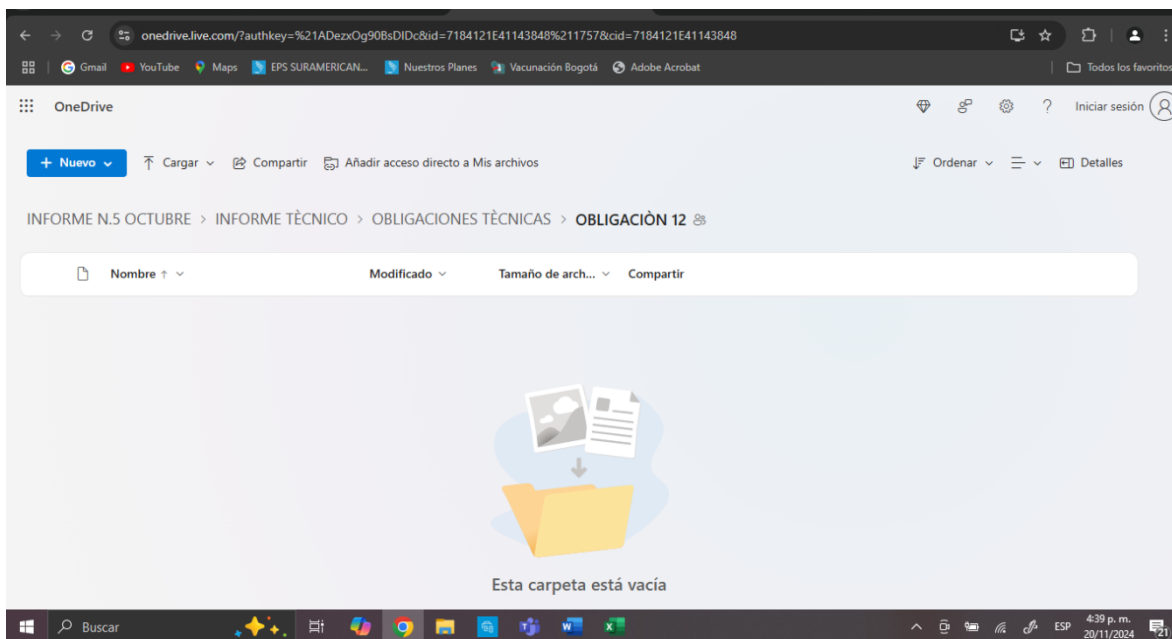 onedrive.live.com/?authkey=%21ADezxOg90BsDIDc&id=7184121E41143848%211757&cid=7184121E41143848
Gmail YouTube Maps EPS SURAMERICAN... Nuestros Planes Vacunación Bogotá Adobe Acrobat Todos los favoritos
OneDrive ? Iniciar sesión
+ Nuevo Cargar Compartir Añadir acceso directo a Mis archivos Ordenar Detalles
INFORME N.5 OCTUBRE > INFORME TÈCNICO > OBLIGACIONES TÈCNICAS > OBLIGACIÒN 12
Nombre ↑ Modificado Tamaño de arch... Compartir
Esta carpeta está vacía
Buscar ESP 4:39 p. m.
20/11/2024 21